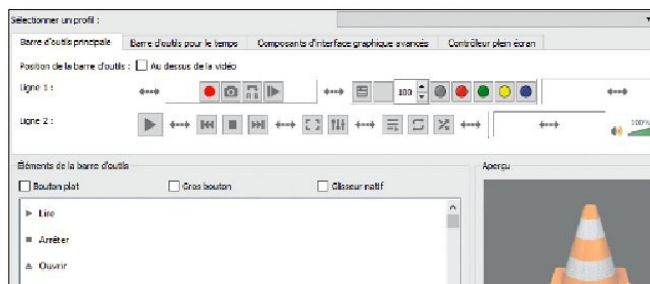 Sélectionner un profil :
Barre d'outils principale Barre d'outils pour le temps Composants d'interface graphique avancés Contrôleur plein écran
Position de la barre d'outils : Au dessus de la vidéo
Ligne 1 : 100
Ligne 2 : 100%
Éléments de la barre d'outils Aperçu
Bouton plat Gros bouton Glisseur natif
Lire
Arrêter
Ouvrir